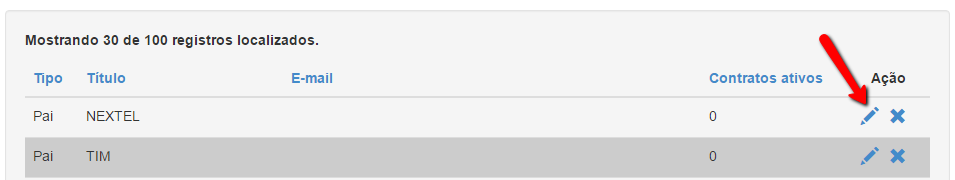 Mostrando 30 de 100 registros localizados.
Tipo Título E-mail Contratos ativos Ação
Pai NEXTEL 0
Pai TIM 0